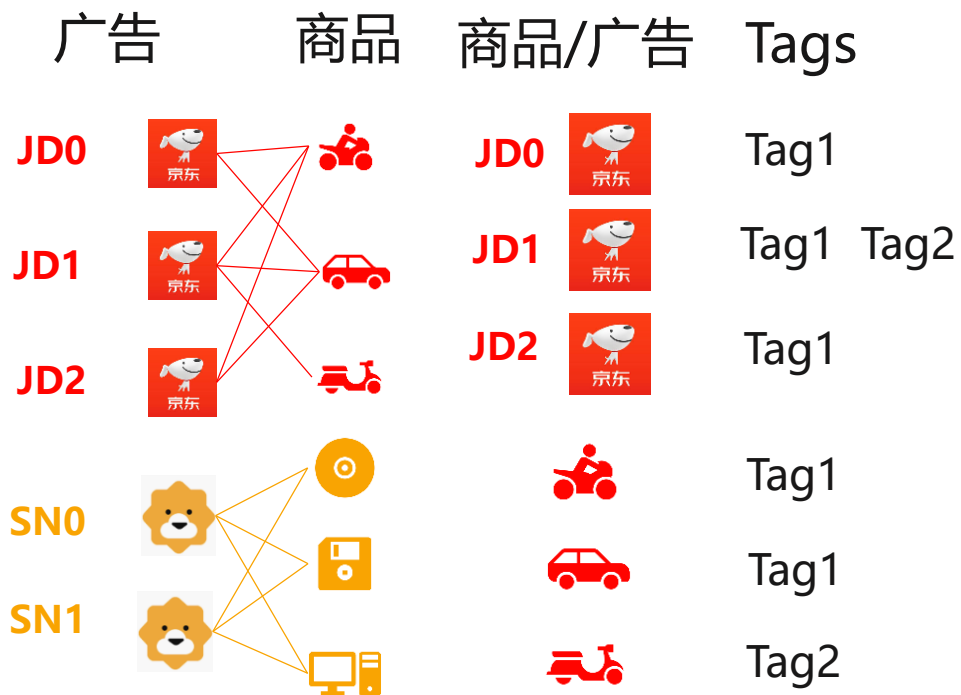 广告 商品 商品/广告 Tags
JD0 京东 JD0 京东 Tag1
JD1 京东 JD1 京东 Tag1 Tag2
JD2 京东 JD2 京东 Tag1
Tag1
SN0
Tag1
SN1
Tag2